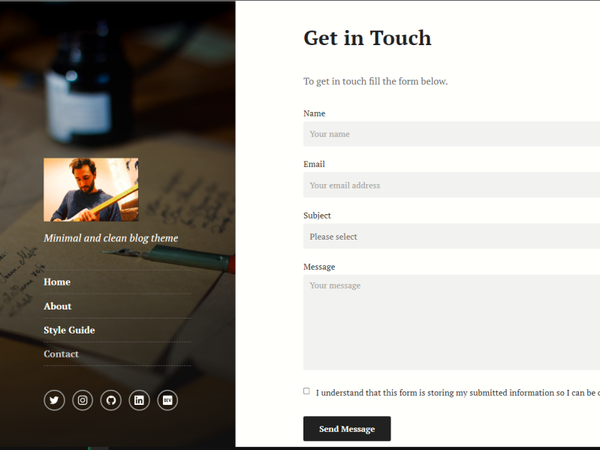 Minimal and clean blog theme
Home
About
Style Guide
Contact
Get in Touch
To get in touch fill the form below.
Name
Your name
Email
Your email address
Subject
Please select
Message
Your message
I understand that this form is storing my submitted information so I can be
Send Message